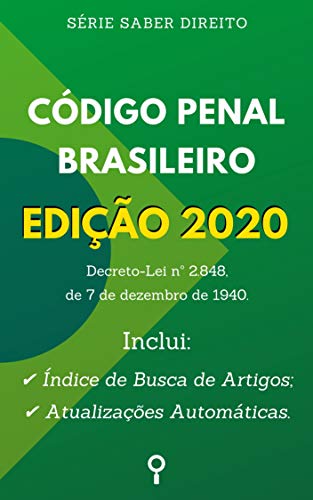 SÉRIE SABER DIREITO
CÓDIGO PENAL
BRASILEIRO
EDIÇÃO 2020
Decreto-Lei nº 2.848,
de 7 de dezembro de 1940.
Inclui:
✔ Índice de Busca de Artigos;
✔ Atualizações Automáticas.